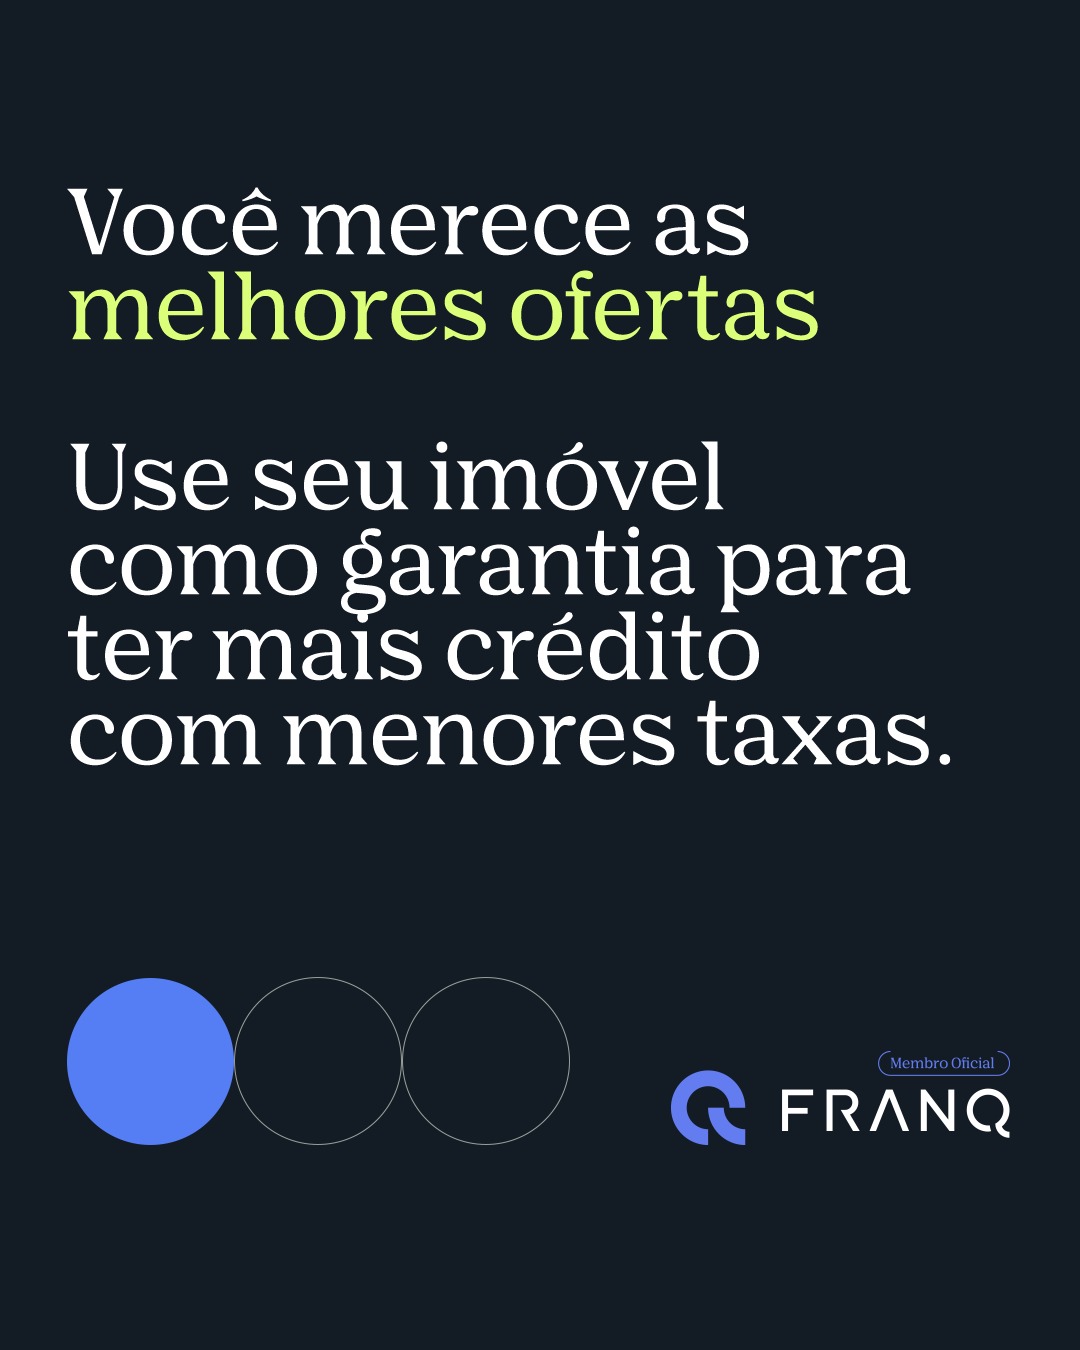 Você merece as
melhores ofertas
Use seu imóvel
como garantia para
ter mais crédito
com menores taxas.
Membro Oficial
FRANQ